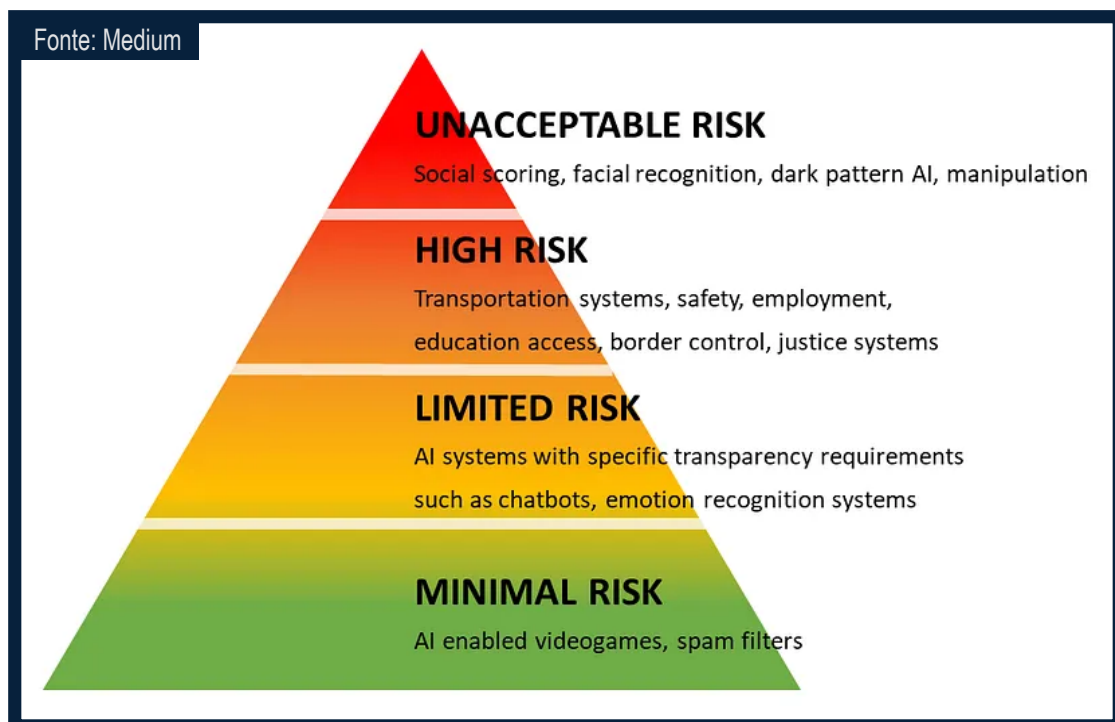 Fonte: Medium
UNACCEPTABLE RISK
Social scoring, facial recognition, dark pattern AI, manipulation
HIGH RISK
Transportation systems, safety, employment,
education access, border control, justice systems
LIMITED RISK
AI systems with specific transparency requirements
such as chatbots, emotion recognition systems
MINIMAL RISK
AI enabled videogames, spam filters